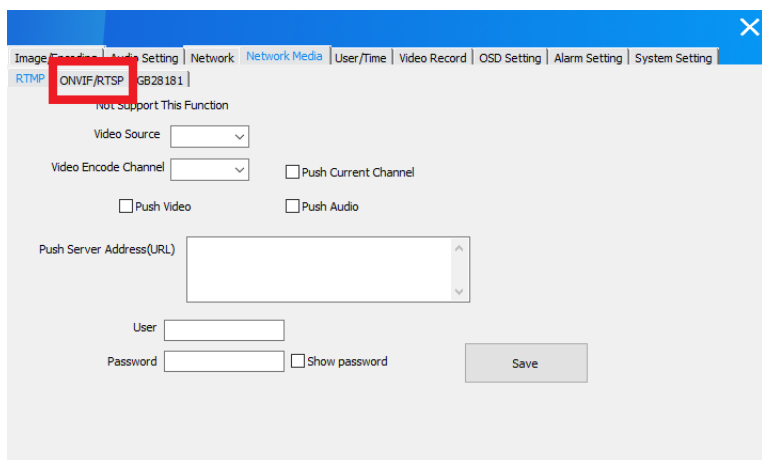 Image/Encoding Audio Setting Network Network Media User/Time Video Record OSD Setting Alarm Setting System Setting
RTMP ONVIF/RTSP GB28181
Not Support This Function
Video Source
Video Encode Channel Push Current Channel
Push Video Push Audio
Push Server Address(URL)
User
Password Show password Save